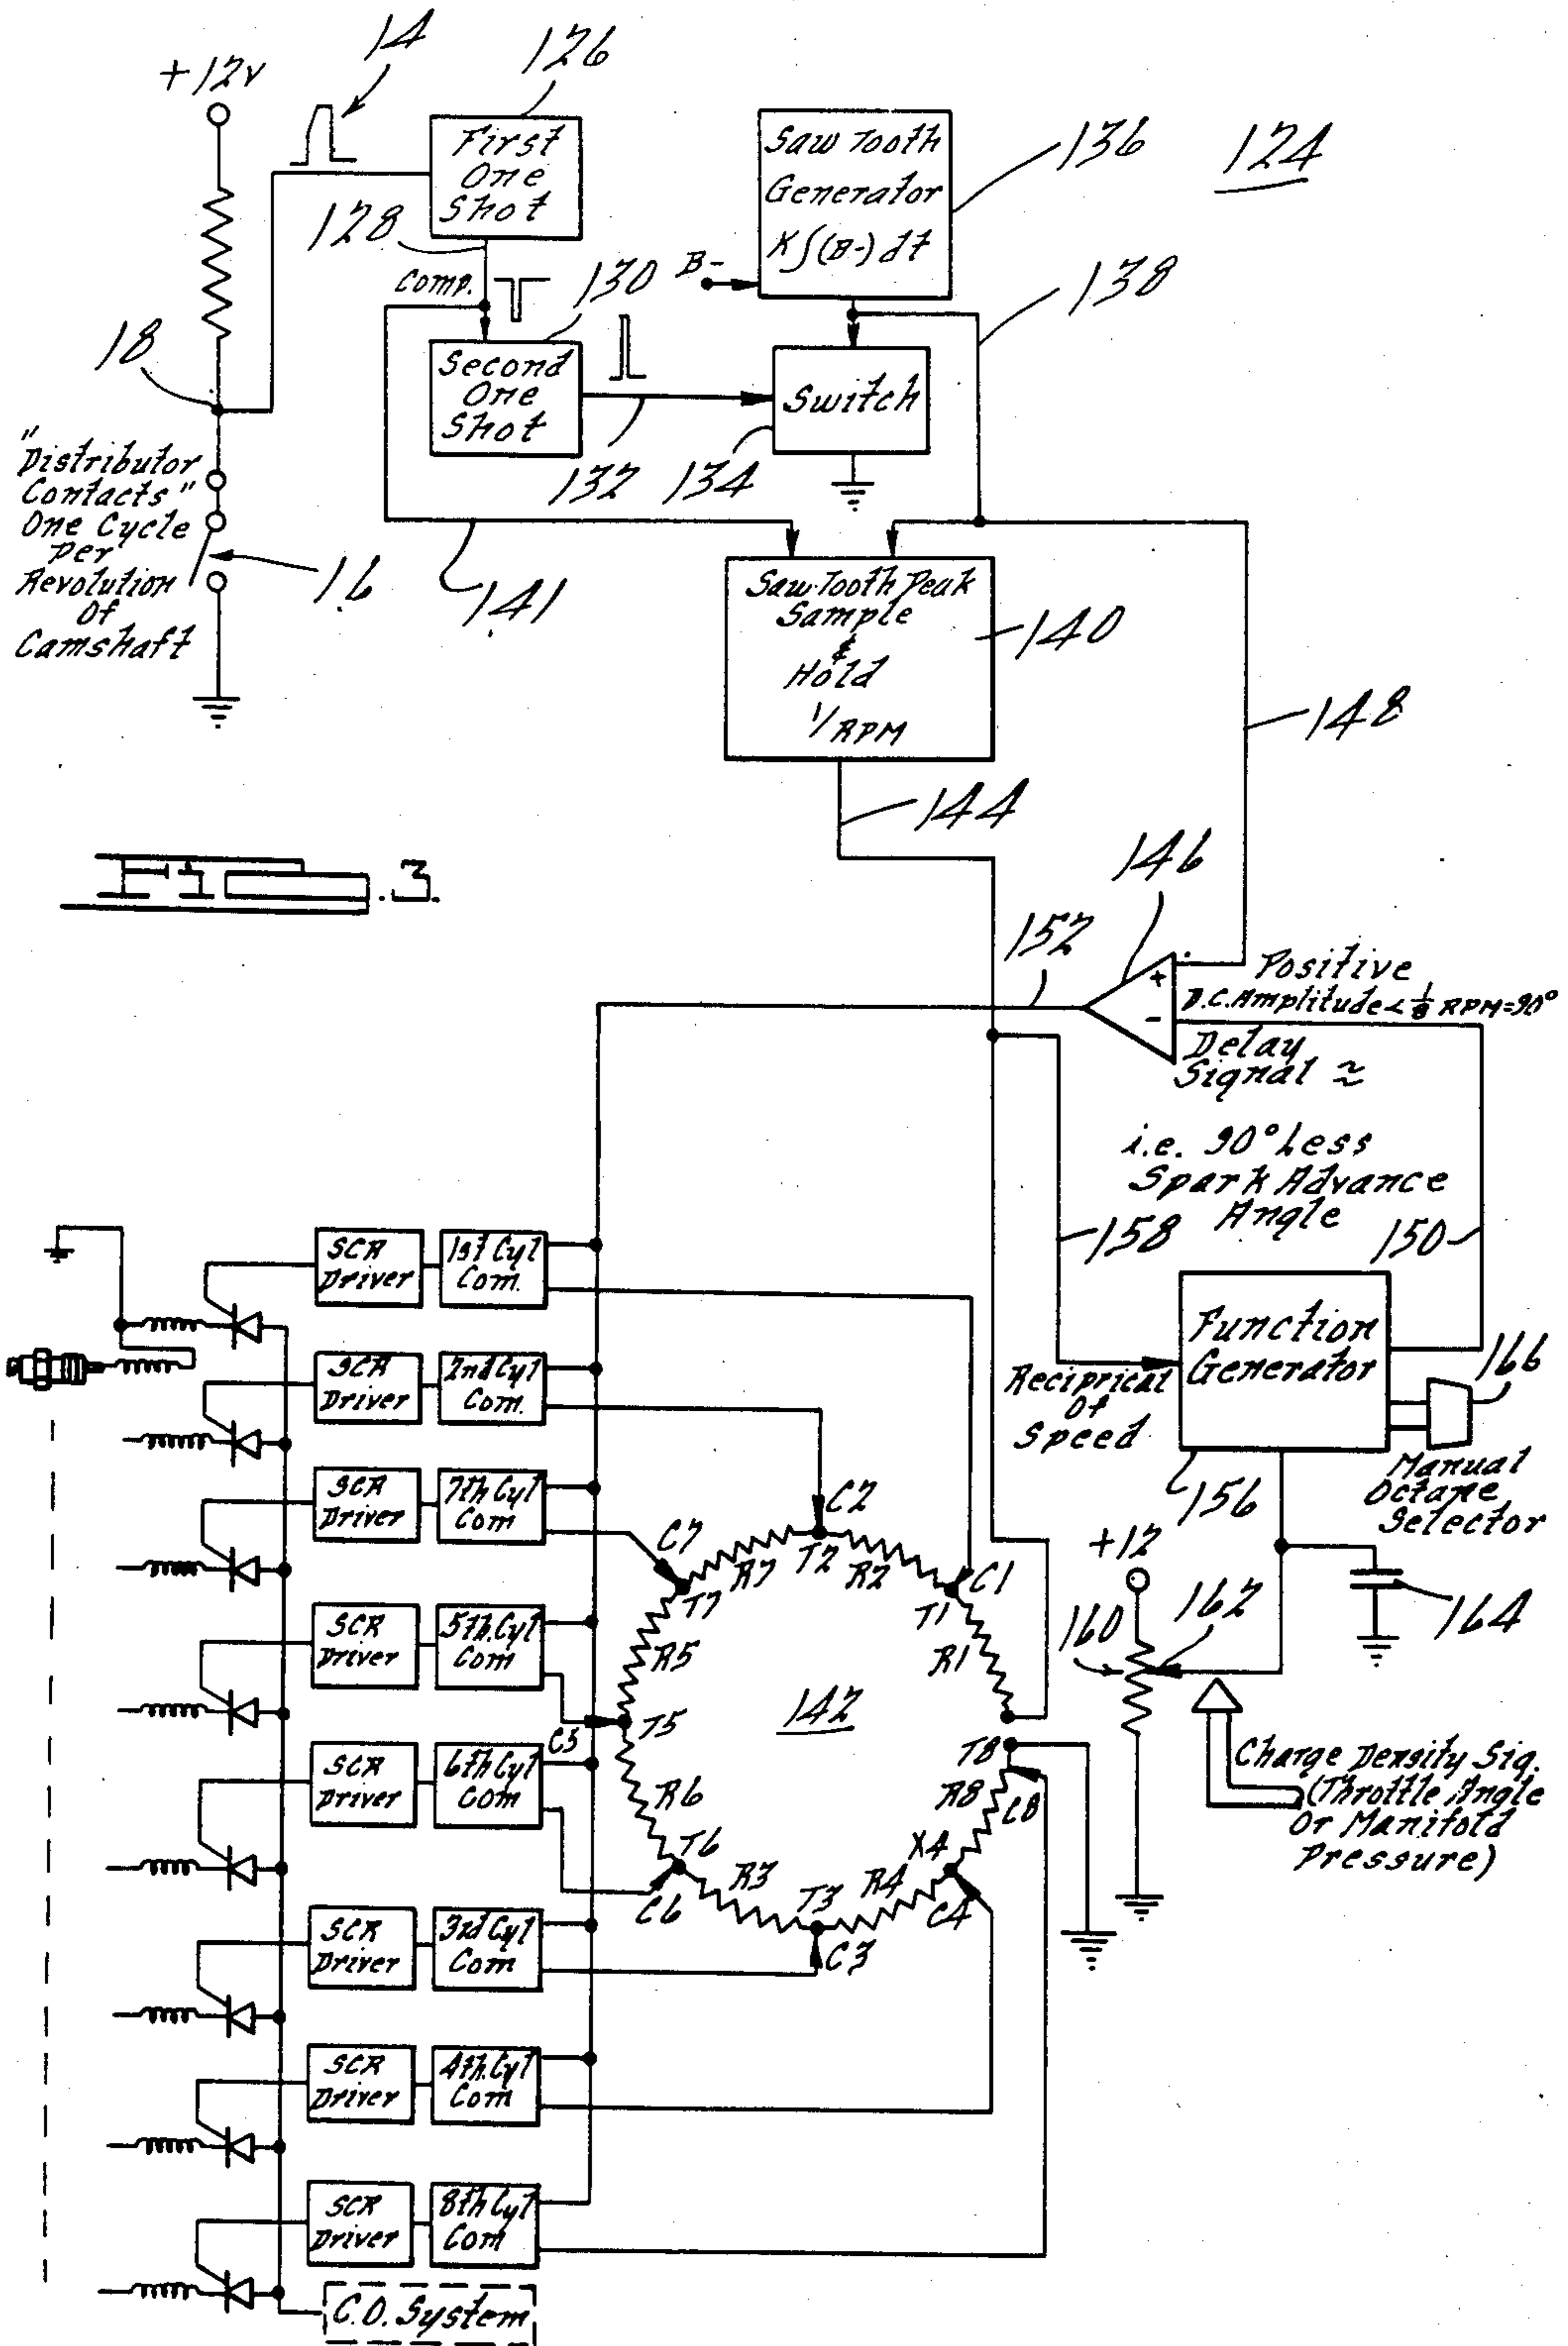 +12v
14
126
First
One
Shot
Saw Tooth
Generator
K∫(B-)dt
136
124
128
Comp.
130
B-
138
18
Second
One
Shot
Switch
132
134
"Distributor
Contacts"
One Cycle
Per
Revolution
Of
Camshaft
16
141
Saw Tooth Peak
Sample
&
Hold
1/RPM
140
148
144
FIG. 3.
146
152
+
-
Positive
D.C. Amplitude < 1/8 RPM=90°
Delay
Signal ≈
i.e. 90° Less
Spark Advance
Angle
158
150
SCR
Driver
1st Cyl
Com.
Function
Generator
166
SCR
Driver
2nd Cyl
Com.
Reciprical
Of
Speed
Manual
Octane
Selector
156
SCR
Driver
7th Cyl
Com
C7
C2
C1
T7
R7
T2
R2
T1
R1
+12
160
162
164
SCR
Driver
5th. Cyl
Com
R5
T5
C5
142
SCR
Driver
6th Cyl
Com
R6
T8
R8
C8
Charge Density Sig.
(Throttle Angle
Or Manifold
Pressure)
T6
C6
R3
T3
C3
R4
X4
C4
SCR
Driver
3rd Cyl
Com
SCR
Driver
4th. Cyl
Com
SCR
Driver
8th Cyl
Com
C.D. System